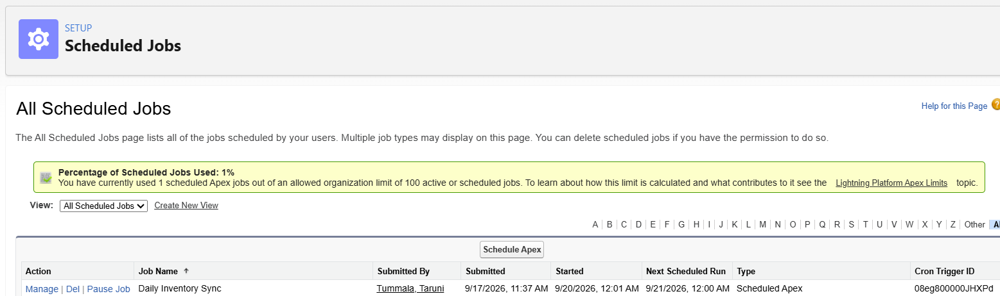 SETUP
Scheduled Jobs
All Scheduled Jobs
Help for this Page ?
The All Scheduled Jobs page lists all of the jobs scheduled by your users. Multiple job types may display on this page. You can delete scheduled jobs if you have the permission to do so.
Percentage of Scheduled Jobs Used: 1%
You have currently used 1 scheduled Apex jobs out of an allowed organization limit of 100 active or scheduled jobs. To learn about how this limit is calculated and what contributes to it see the Lightning Platform Apex Limits topic.
View: All Scheduled Jobs Create New View
A | B | C | D | E | F | G | H | I | J | K | L | M | N | O | P | Q | R | S | T | U | V | W | X | Y | Z | Other
Schedule Apex
Action Job Name ↑ Submitted By Submitted Started Next Scheduled Run Type Cron Trigger ID
Manage | Del | Pause Job Daily Inventory Sync Tummala, Taruni 9/17/2026, 11:37 AM 9/20/2026, 12:01 AM 9/21/2026, 12:00 AM Scheduled Apex 08eg800000JHXPd